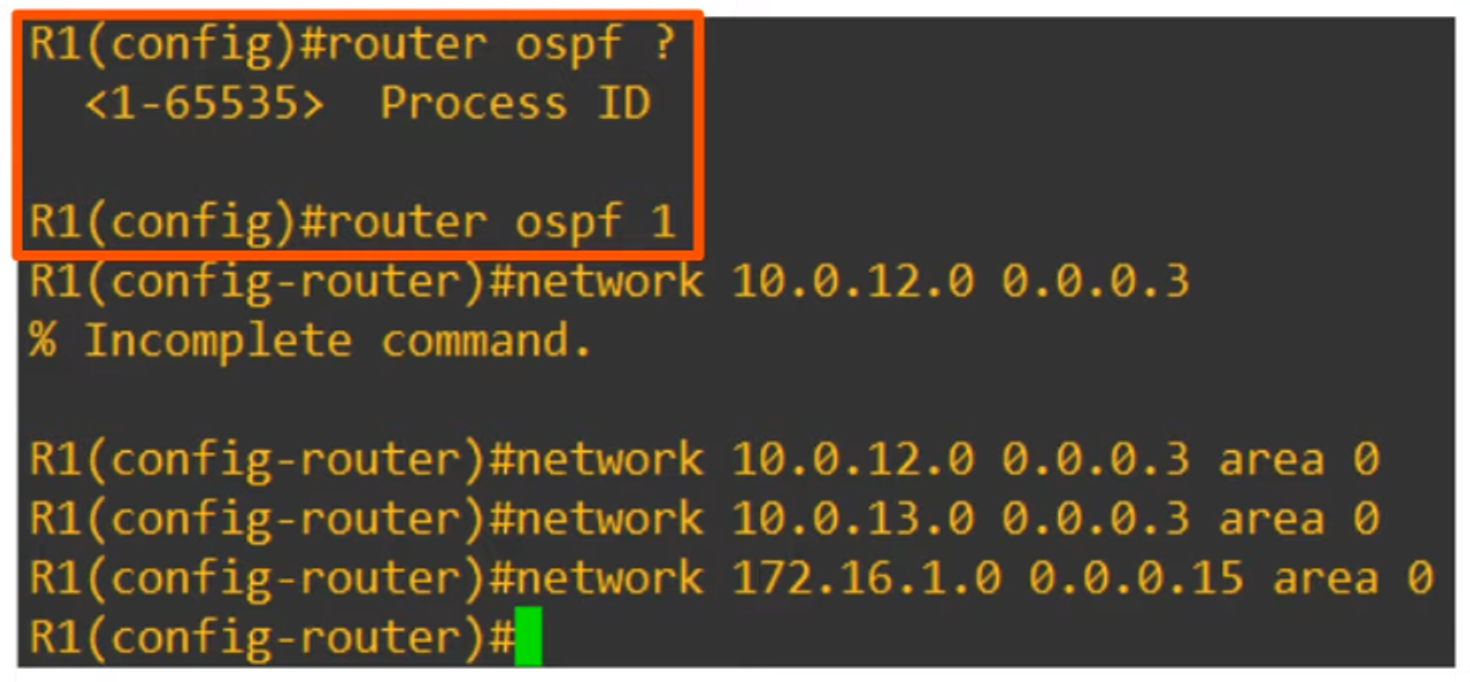 R1(config)#router ospf ?
<1-65535> Process ID
R1(config)#router ospf 1
R1(config-router)#network 10.0.12.0 0.0.0.3
% Incomplete command.
R1(config-router)#network 10.0.12.0 0.0.0.3 area 0
R1(config-router)#network 10.0.13.0 0.0.0.3 area 0
R1(config-router)#network 172.16.1.0 0.0.0.15 area 0
R1(config-router)#